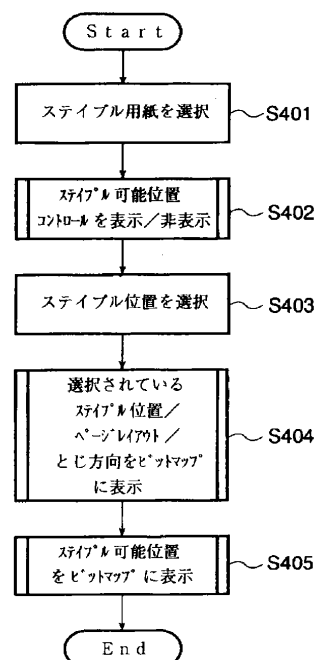 Start
ステイプル用紙を選択
S401
ステイプル可能位置
コントロールを表示/非表示
S402
ステイプル位置を選択
S403
選択されている
ステイプル位置/
ページレイアウト/
とじ方向をビットマップ
に表示
S404
ステイプル可能位置
をビットマップに表示
S405
End